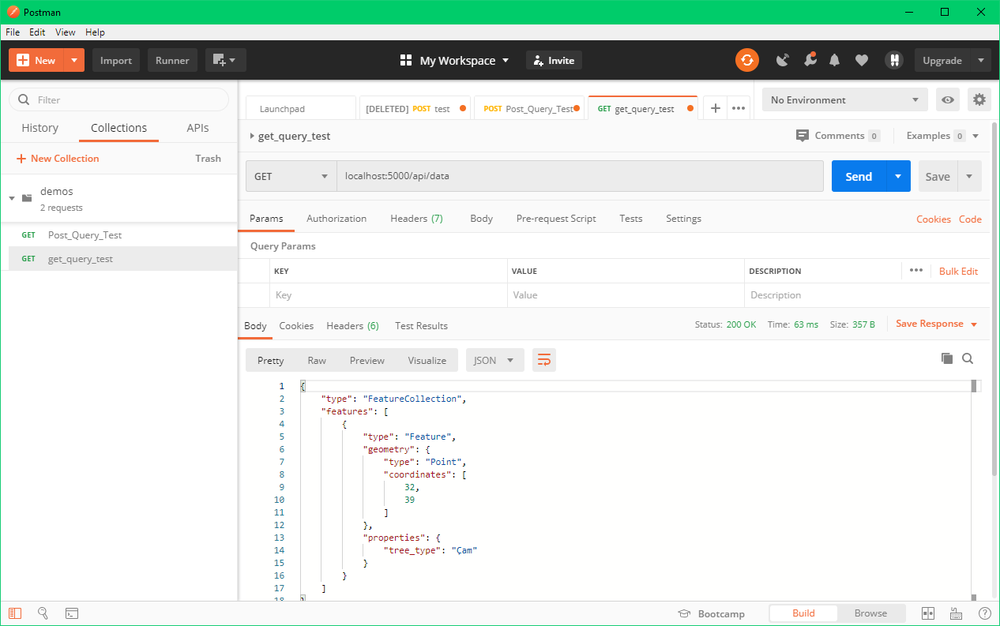 Postman
File Edit View Help
New Import Runner My Workspace Invite Upgrade
Filter
History Collections APIs
New Collection Trash
demos
2 requests
GET Post_Query_Test
GET get_query_test
Launchpad [DELETED] POST test POST Post_Query_Test GET get_query_test No Environment
get_query_test Comments 0 Examples 0
GET localhost:5000/api/data Send Save
Params Authorization Headers (7) Body Pre-request Script Tests Settings Cookies Code
Query Params
KEY VALUE DESCRIPTION Bulk Edit
Key Value Description
Body Cookies Headers (6) Test Results Status: 200 OK Time: 63 ms Size: 357 B Save Response
Pretty Raw Preview Visualize JSON
1 {
2 "type": "FeatureCollection",
3 "features": [
4 {
5 "type": "Feature",
6 "geometry": {
7 "type": "Point",
8 "coordinates": [
9 32,
10 39
11 ]
12 },
13 "properties": {
14 "tree_type": "Çam"
15 }
16 }
17 ]
18 }
Bootcamp Build Browse